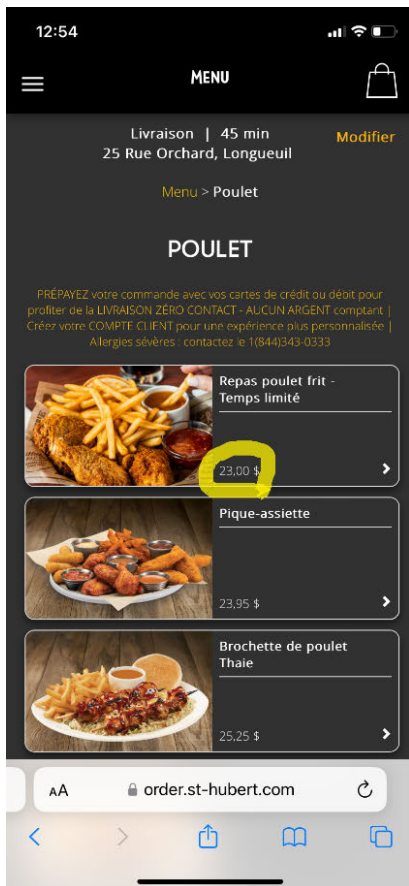 12:54
MENU
Livraison | 45 min
25 Rue Orchard, Longueuil
Modifier
Menu > Poulet
POULET
PRÉPAYEZ votre commande avec vos cartes de crédit ou débit pour
profiter de la LIVRAISON ZÉRO CONTACT - AUCUN ARGENT comptant |
Créez votre COMPTE CLIENT pour une expérience plus personnalisée |
Allergies sévères : contactez le 1(844)343-0333
Repas poulet frit -
Temps limité
23,00 $
Pique-assiette
23,95 $
Brochette de poulet
Thaie
25,25 $
AA
order.st-hubert.com